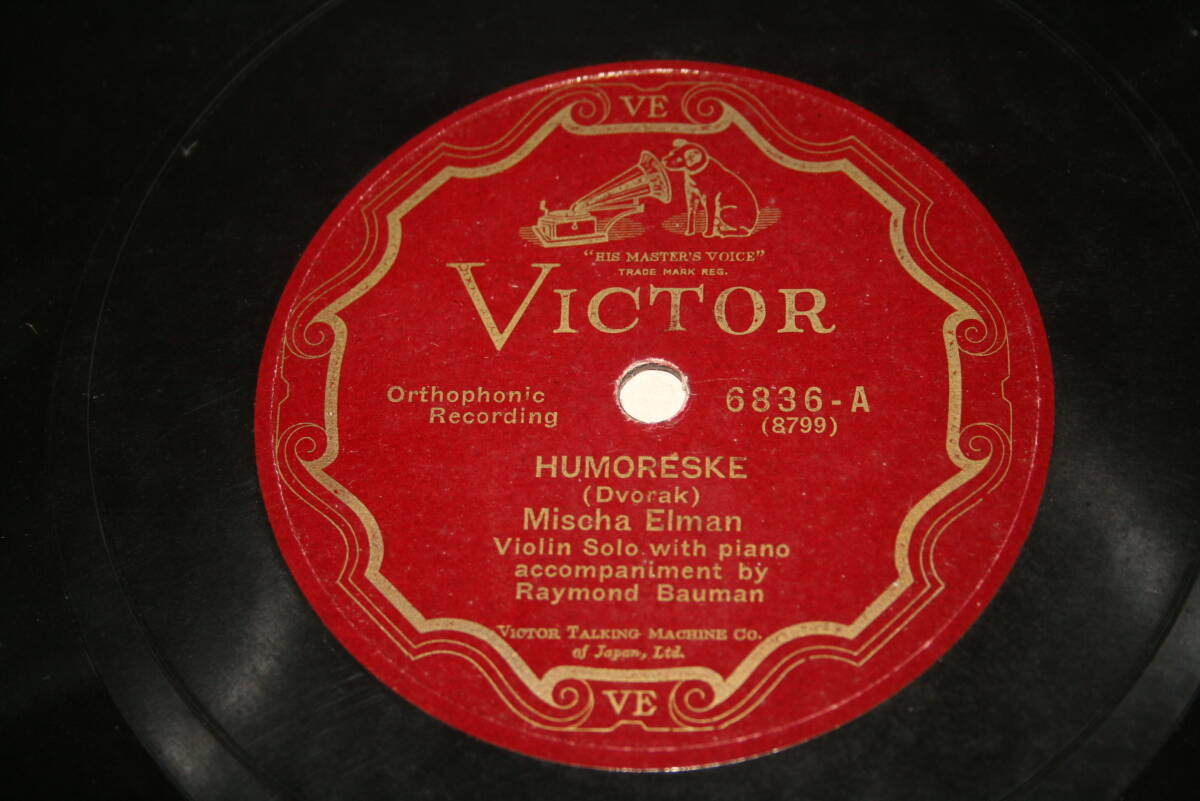 VE
"HIS MASTER'S VOICE"
TRADE MARK REG.
VICTOR
Orthophonic
Recording
6836-A
(8799)
HUMORESKE
(Dvorak)
Mischa Elman
Violin Solo with piano
accompaniment by
Raymond Bauman
VICTOR TALKING MACHINE CO.
of Japan, Ltd.
VE